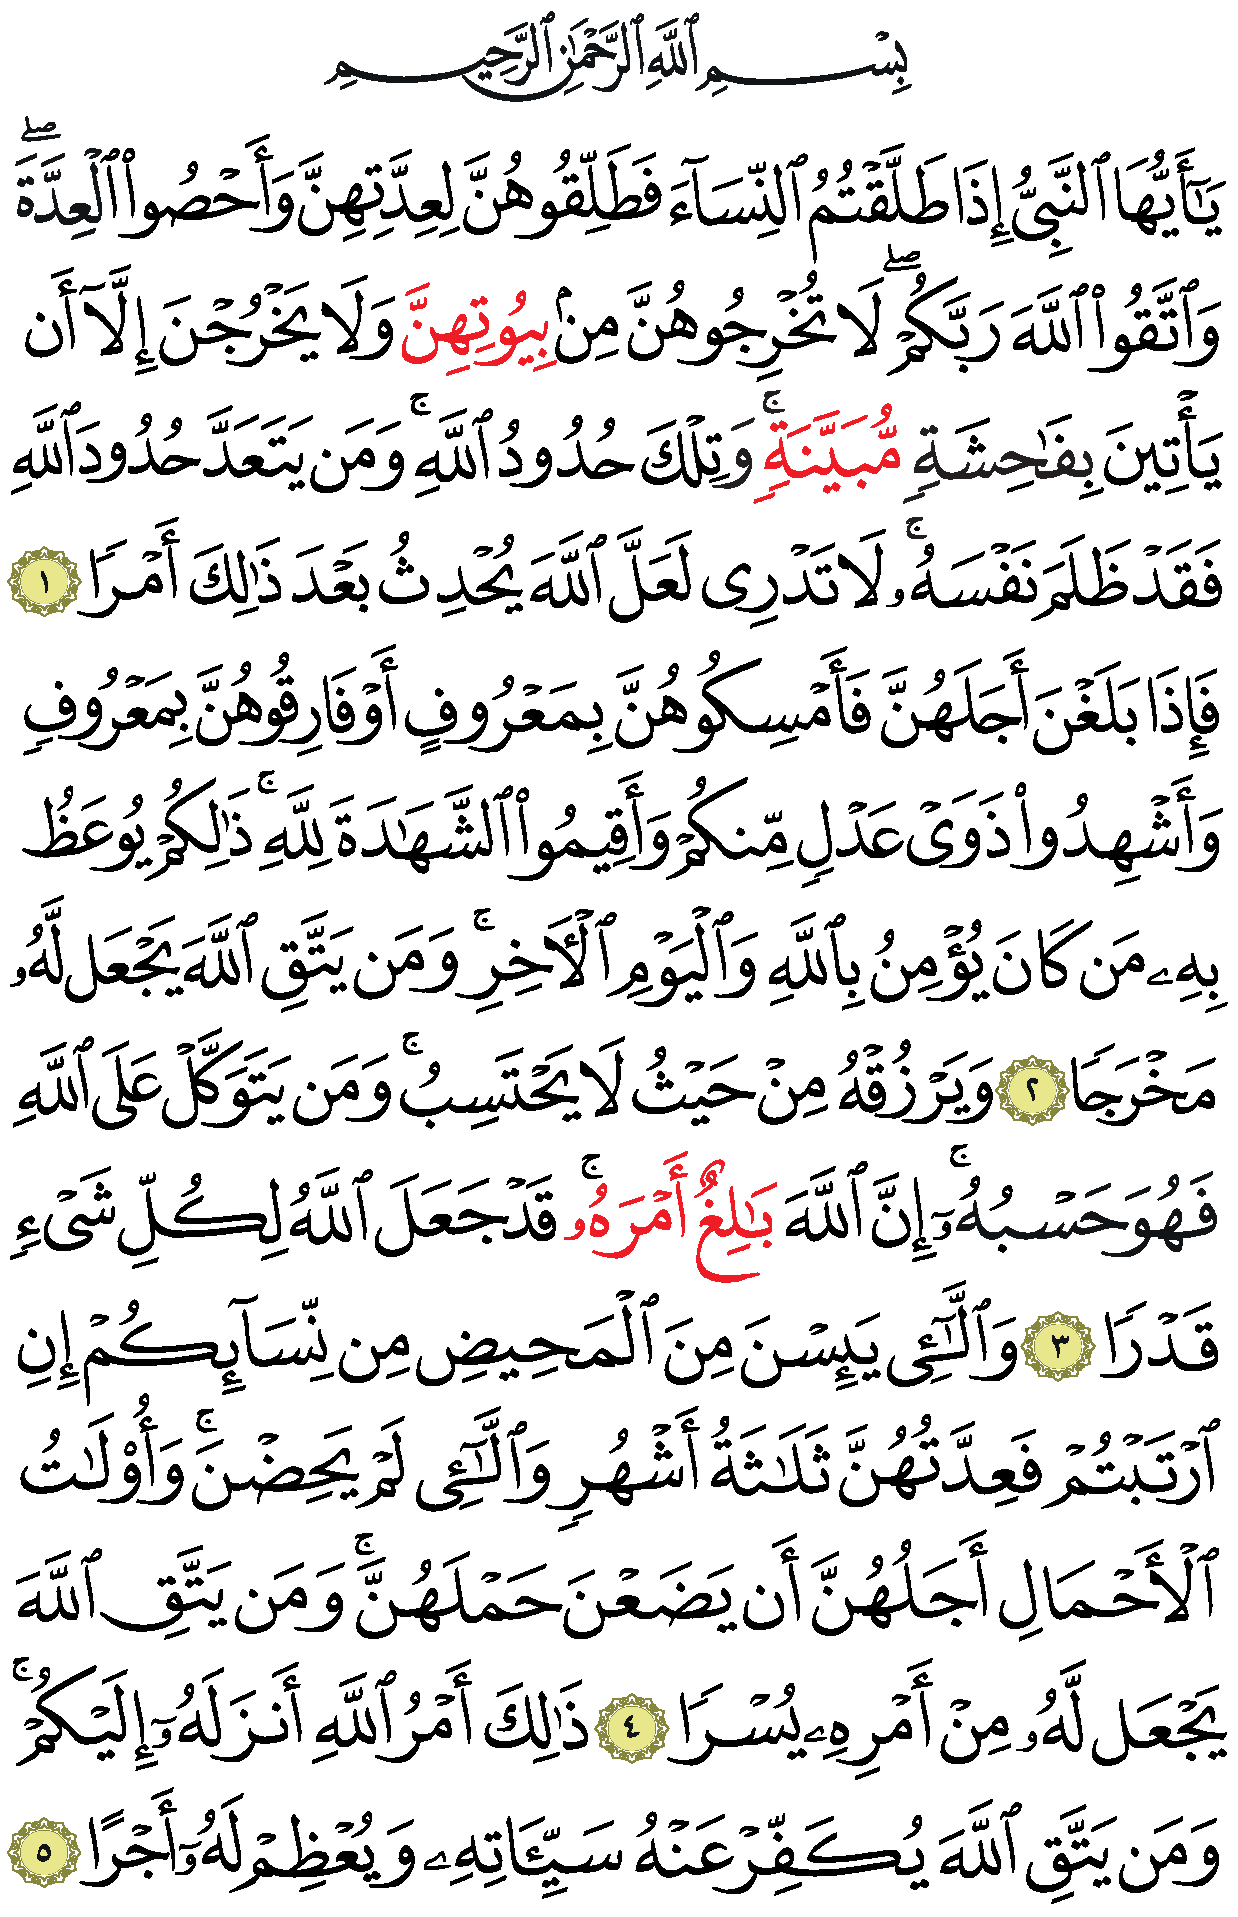 بِسْمِ ٱللَّهِ ٱلرَّحْمَٰنِ ٱلرَّحِيمِ
يَٰٓأَيُّهَا ٱلنَّبِىُّ إِذَا طَلَّقْتُمُ ٱلنِّسَآءَ فَطَلِّقُوهُنَّ لِعِدَّتِهِنَّ وَأَحْصُوا۟ ٱلْعِدَّةَ ۖ
وَٱتَّقُوا۟ ٱللَّهَ رَبَّكُمْ ۖ لَا تُخْرِجُوهُنَّ مِنۢ بِيُوتِهِنَّ وَلَا يَخْرُجْنَ إِلَّآ أَن
يَأْتِينَ بِفَٰحِشَةٍ مُّبَيَّنَةٍ ۚ وَتِلْكَ حُدُودُ ٱللَّهِ ۚ وَمَن يَتَعَدَّ حُدُودَ ٱللَّهِ
فَقَدْ ظَلَمَ نَفْسَهُۥ ۚ لَا تَدْرِى لَعَلَّ ٱللَّهَ يُحْدِثُ بَعْدَ ذَٰلِكَ أَمْرًا ١
فَإِذَا بَلَغْنَ أَجَلَهُنَّ فَأَمْسِكُوهُنَّ بِمَعْرُوفٍ أَوْ فَارِقُوهُنَّ بِمَعْرُوفٍ
وَأَشْهِدُوا۟ ذَوَىْ عَدْلٍ مِّنكُمْ وَأَقِيمُوا۟ ٱلشَّهَٰدَةَ لِلَّهِ ۚ ذَٰلِكُمْ يُوعَظُ
بِهِۦ مَن كَانَ يُؤْمِنُ بِٱللَّهِ وَٱلْيَوْمِ ٱلْءَاخِرِ ۚ وَمَن يَتَّقِ ٱللَّهَ يَجْعَل لَّهُۥ
مَخْرَجًا ٢ وَيَرْزُقْهُ مِنْ حَيْثُ لَا يَحْتَسِبُ ۚ وَمَن يَتَوَكَّلْ عَلَى ٱللَّهِ
فَهُوَ حَسْبُهُۥٓ ۚ إِنَّ ٱللَّهَ بَٰلِغٌ أَمْرَهُۥ ۚ قَدْ جَعَلَ ٱللَّهُ لِكُلِّ شَىْءٍ
قَدْرًا ٣ وَٱلَّٰٓـِٔى يَئِسْنَ مِنَ ٱلْمَحِيضِ مِن نِّسَآئِكُمْ إِنِ
ٱرْتَبْتُمْ فَعِدَّتُهُنَّ ثَلَٰثَةُ أَشْهُرٍ وَٱلَّٰٓـِٔى لَمْ يَحِضْنَ ۚ وَأُو۟لَٰتُ
ٱلْأَحْمَالِ أَجَلُهُنَّ أَن يَضَعْنَ حَمْلَهُنَّ ۚ وَمَن يَتَّقِ ٱللَّهَ
يَجْعَل لَّهُۥ مِنْ أَمْرِهِۦ يُسْرًا ٤ ذَٰلِكَ أَمْرُ ٱللَّهِ أَنزَلَهُۥٓ إِلَيْكُمْ ۚ
وَمَن يَتَّقِ ٱللَّهَ يُكَفِّرْ عَنْهُ سَيِّـَٔاتِهِۦ وَيُعْظِمْ لَهُۥٓ أَجْرًا ٥